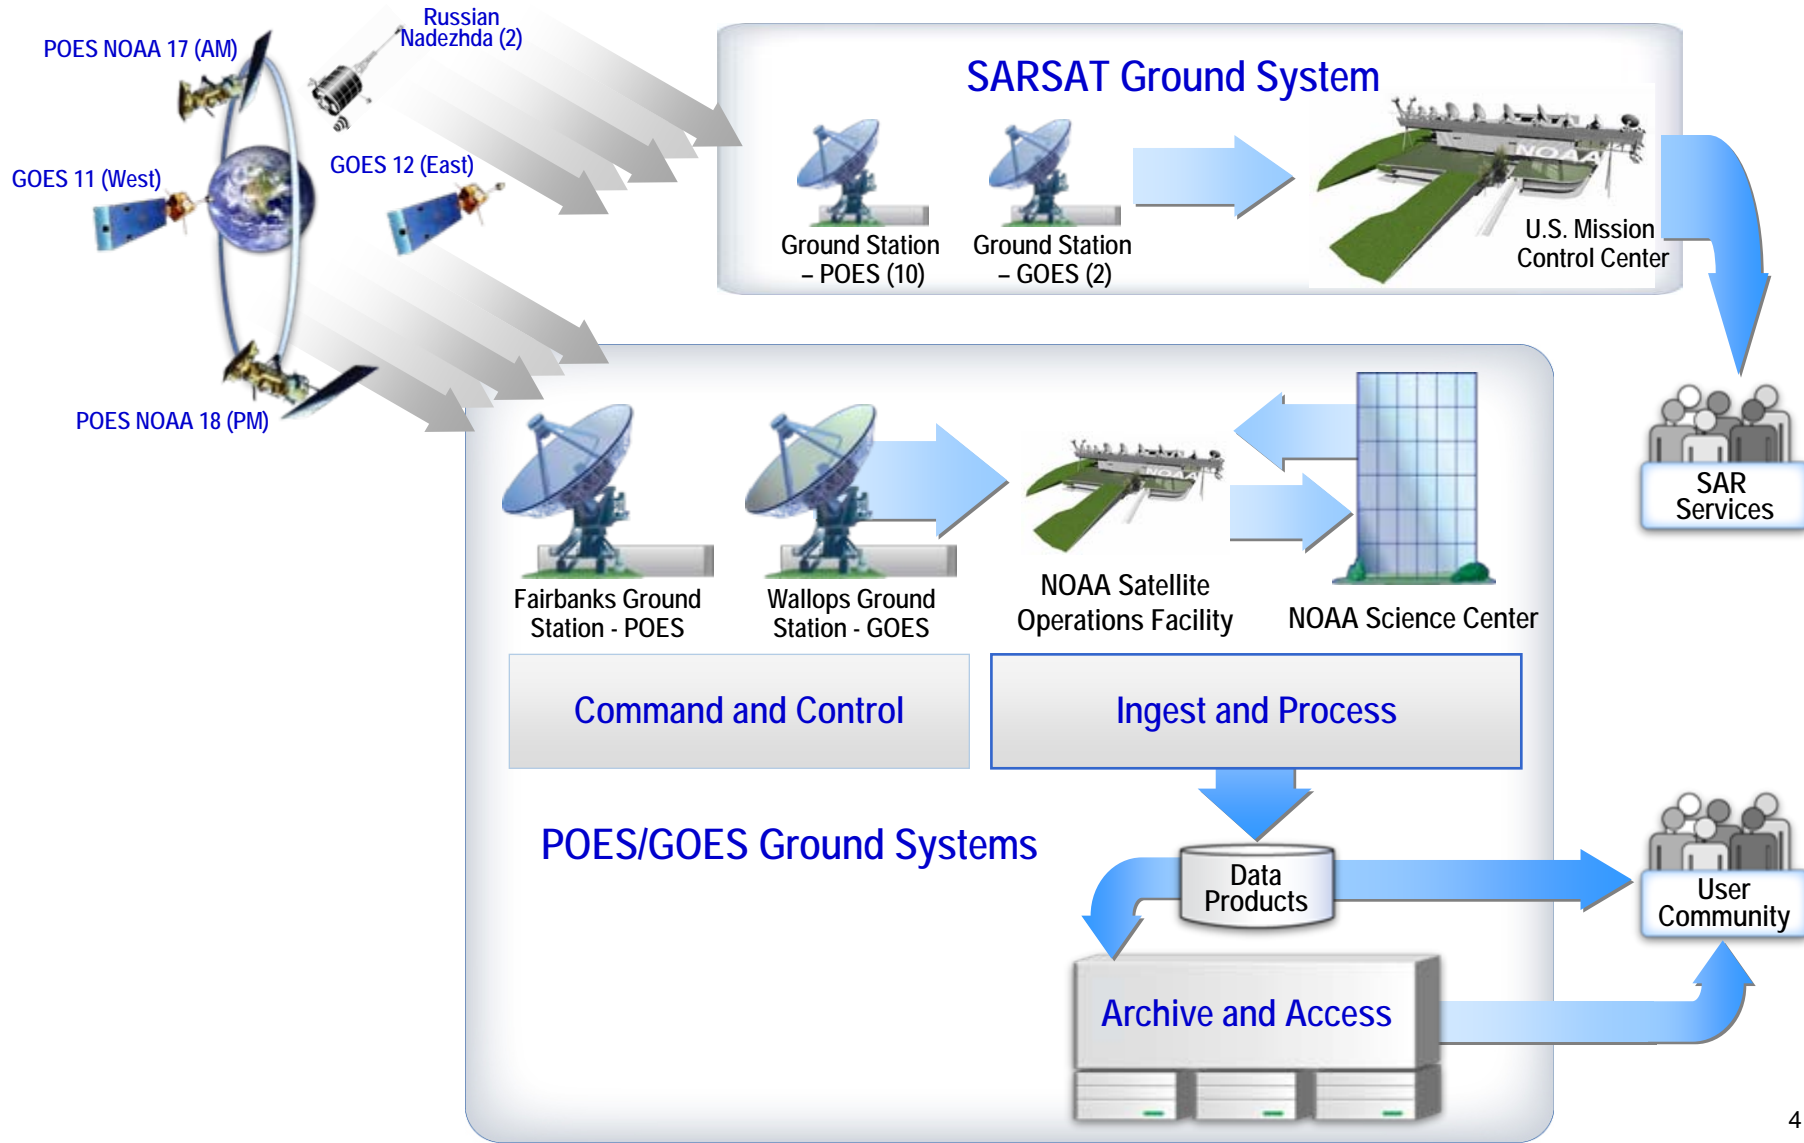 Russian
Nadezhda (2)
POES NOAA 17 (AM)
GOES 11 (West)
GOES 12 (East)
POES NOAA 18 (PM)
SARSAT Ground System
Ground Station
– POES (10)
Ground Station
– GOES (2)
NOAA
U.S. Mission
Control Center
SAR
Services
NOAA
Fairbanks Ground
Station - POES
Wallops Ground
Station - GOES
NOAA Satellite
Operations Facility
NOAA Science Center
Command and Control
Ingest and Process
POES/GOES Ground Systems
Data
Products
User
Community
Archive and Access
4